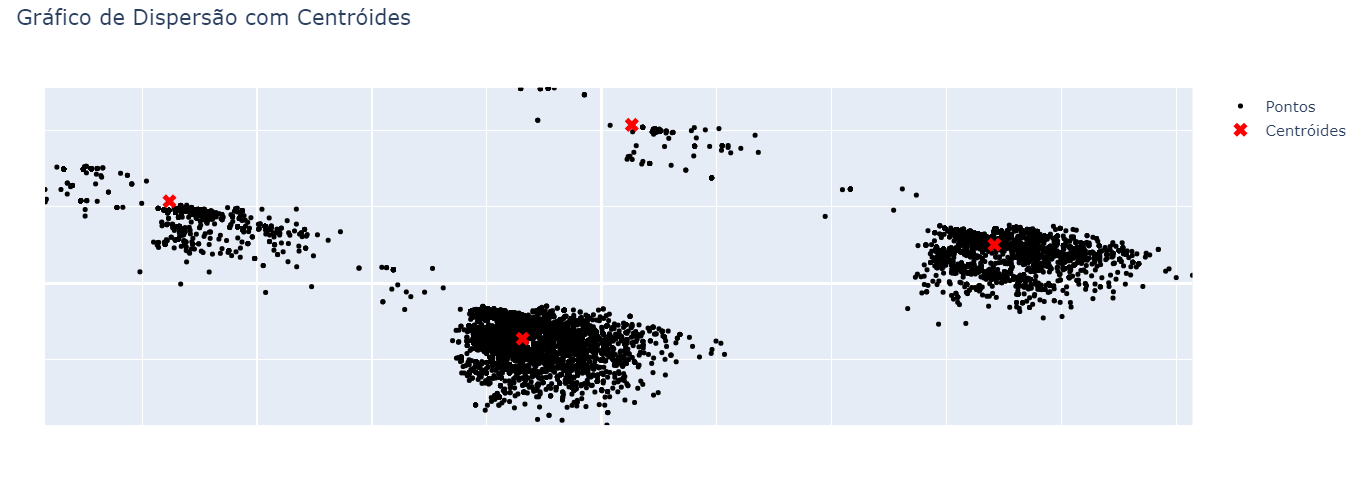 Gráfico de Dispersão com Centróides
Pontos
Centróides